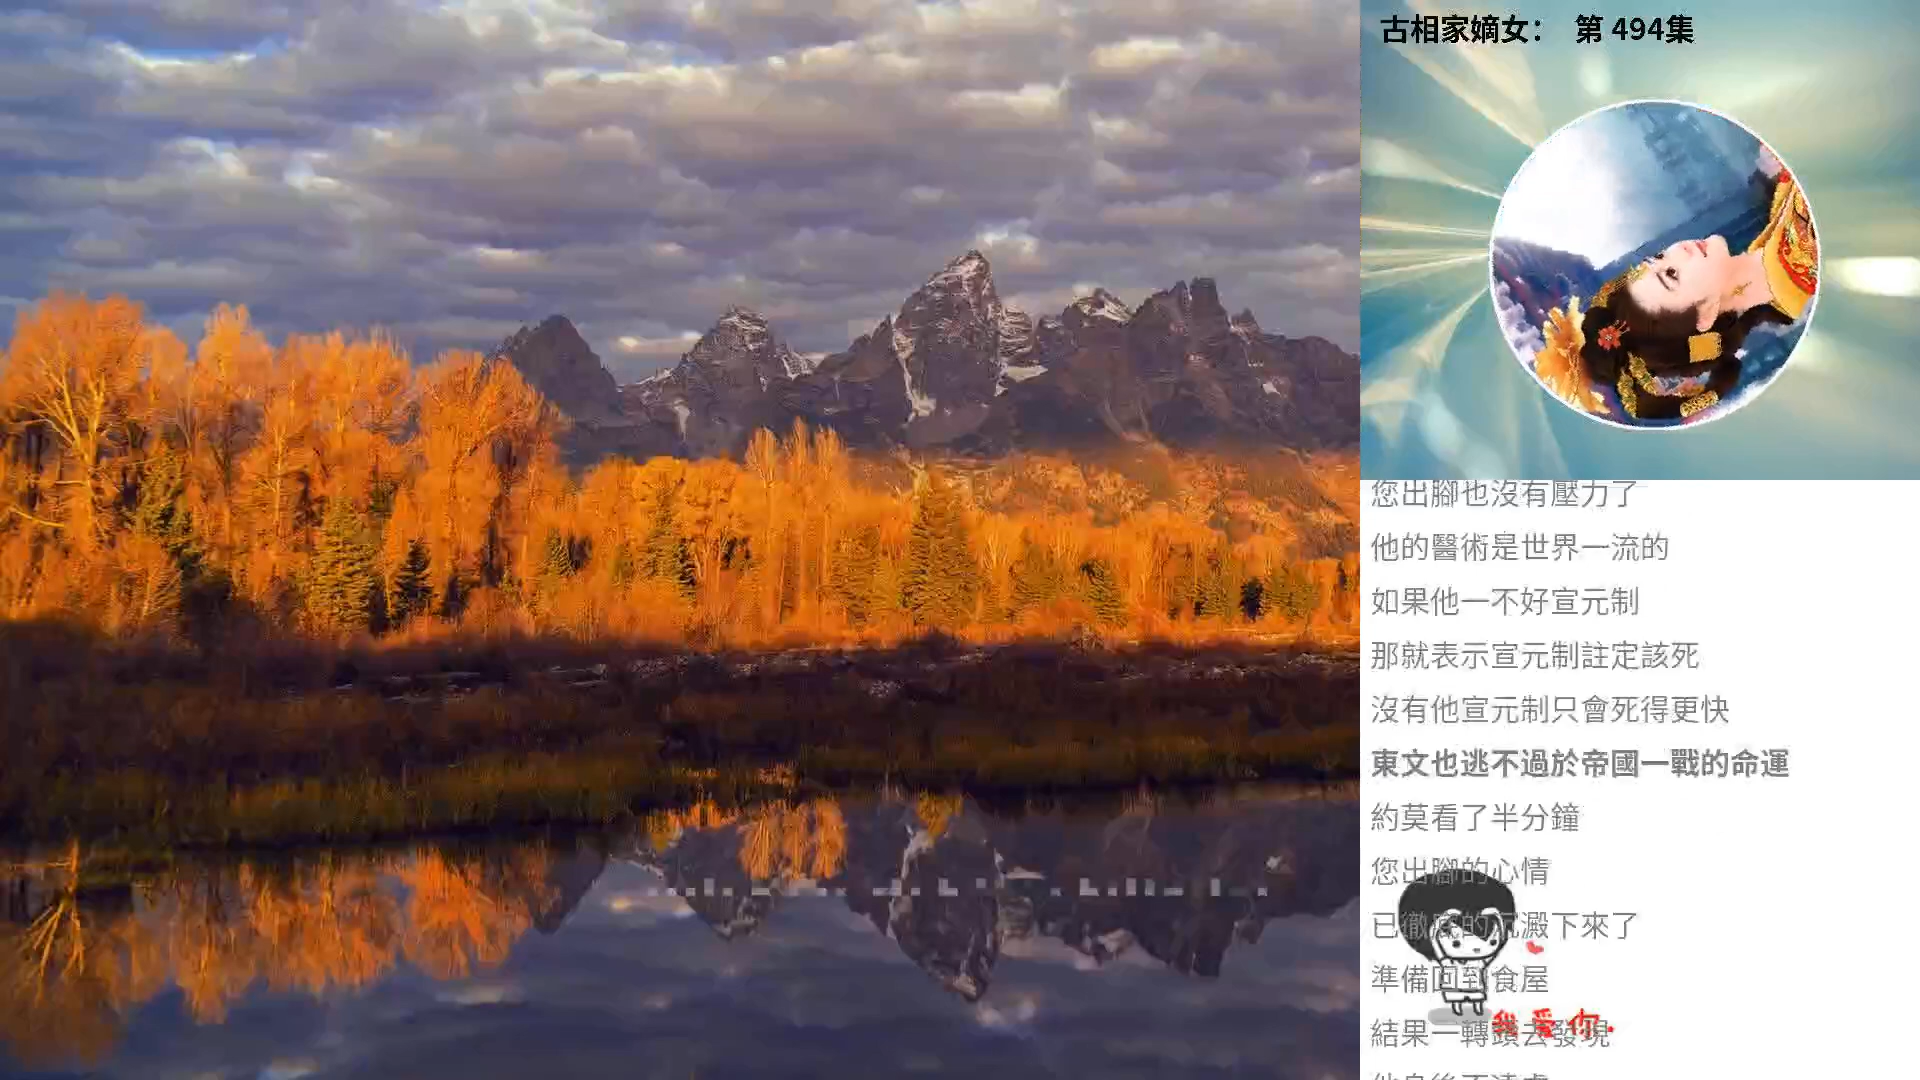 古相家嫡女： 第 494集
您出腳也沒有壓力了
他的醫術是世界一流的
如果他一不好宣元制
那就表示宣元制註定該死
沒有他宣元制只會死得更快
東文也逃不過於帝國一戰的命運
約莫看了半分鐘
您出腳的心情
已徹底的沉澱下來了
準備回到食屋
結果一轉頭去發現
我愛你.